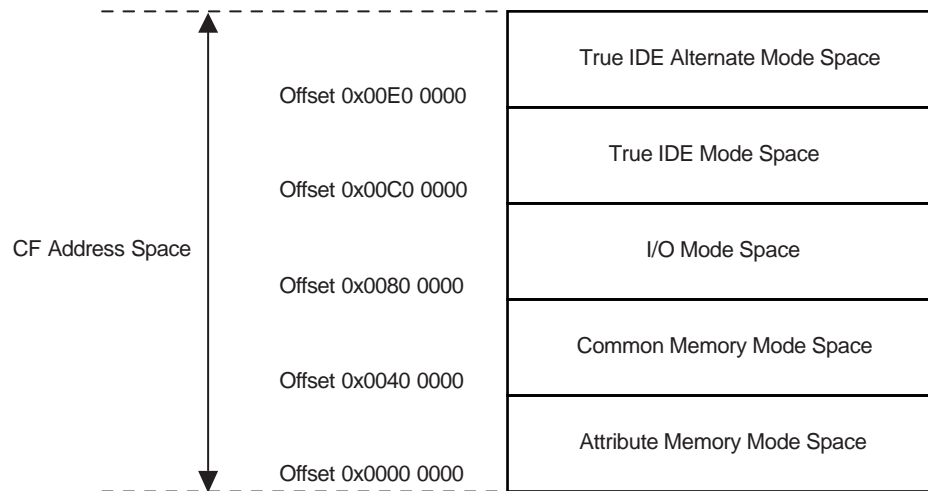 True IDE Alternate Mode Space
Offset 0x00E0 0000
True IDE Mode Space
Offset 0x00C0 0000
CF Address Space
I/O Mode Space
Offset 0x0080 0000
Common Memory Mode Space
Offset 0x0040 0000
Attribute Memory Mode Space
Offset 0x0000 0000